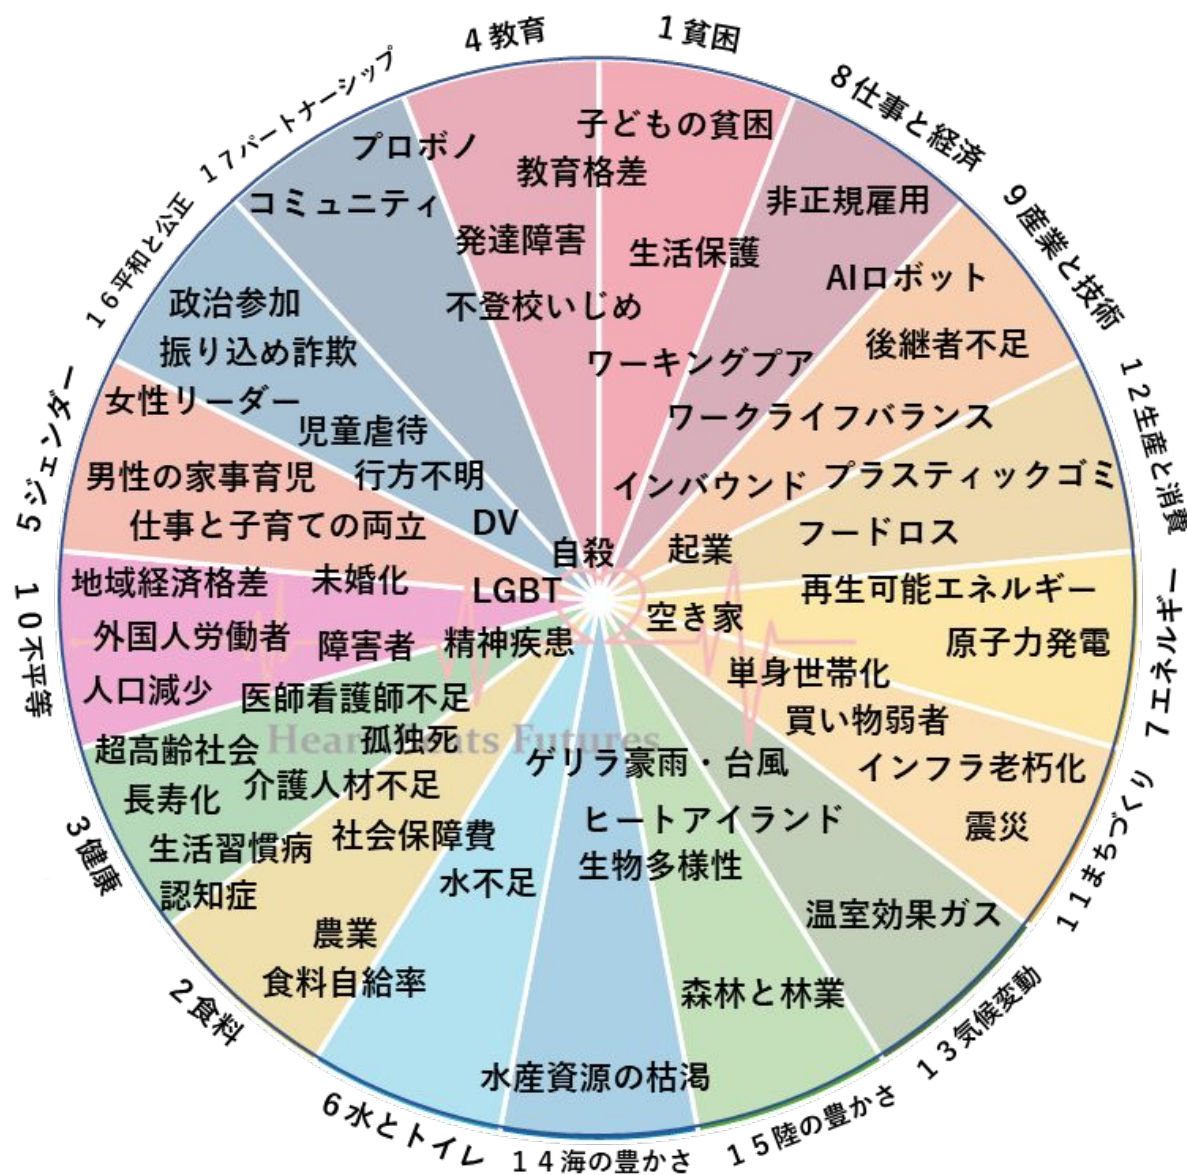 4教育
1貧困
8仕事と経済
9産業と技術
12生産と消費
7エネルギー
11まちづくり
13気候変動
15陸の豊かさ
14海の豊かさ
6水とトイレ
2食料
3健康
10不平等
5ジェンダー
16平和と公正
17パートナーシップ
プロボノ
子どもの貧困
教育格差
コミュニティ
非正規雇用
発達障害
生活保護
AIロボット
政治参加
不登校いじめ
後継者不足
振り込め詐欺
ワーキングプア
女性リーダー
児童虐待
ワークライフバランス
男性の家事育児
行方不明
インバウンド
プラスティックゴミ
仕事と子育ての両立
DV
自殺
起業
フードロス
地域経済格差
未婚化
LGBT
再生可能エネルギー
空き家
外国人労働者
障害者
精神疾患
原子力発電
単身世帯化
人口減少
医師看護師不足
買い物弱者
超高齢社会
孤独死
Heart Beats Futures
ゲリラ豪雨・台風
インフラ老朽化
長寿化
介護人材不足
ヒートアイランド
震災
生活習慣病
社会保障費
生物多様性
認知症
水不足
温室効果ガス
農業
食料自給率
森林と林業
水産資源の枯渇